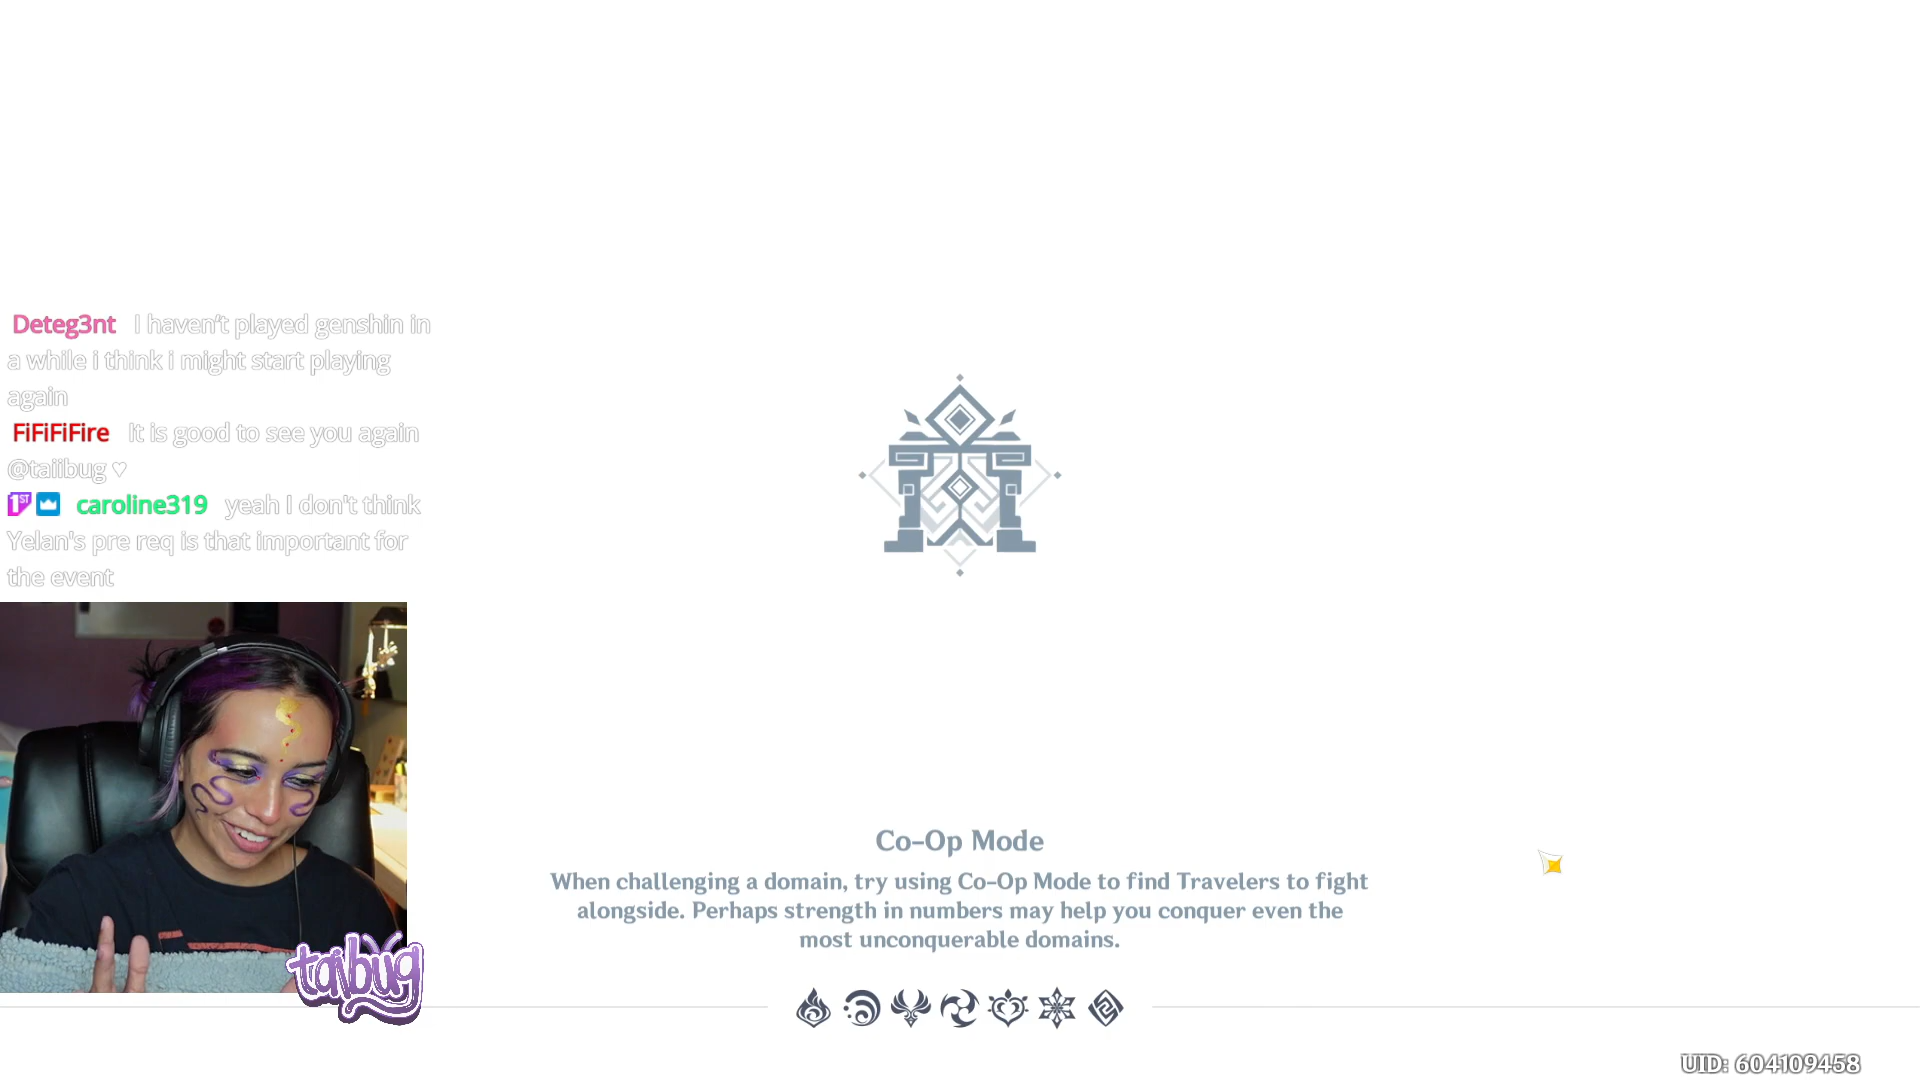 Deteg3nt I haven't played genshin in
a while i think i might start playing
again
FiFiFiFire It is good to see you again
@taiibug ♥
1ST caroline319 yeah I don't think
Yelan's pre req is that important for
the event
taiibug
Co-Op Mode
When challenging a domain, try using Co-Op Mode to find Travelers to fight
alongside. Perhaps strength in numbers may help you conquer even the
most unconquerable domains.
UID: 604109458